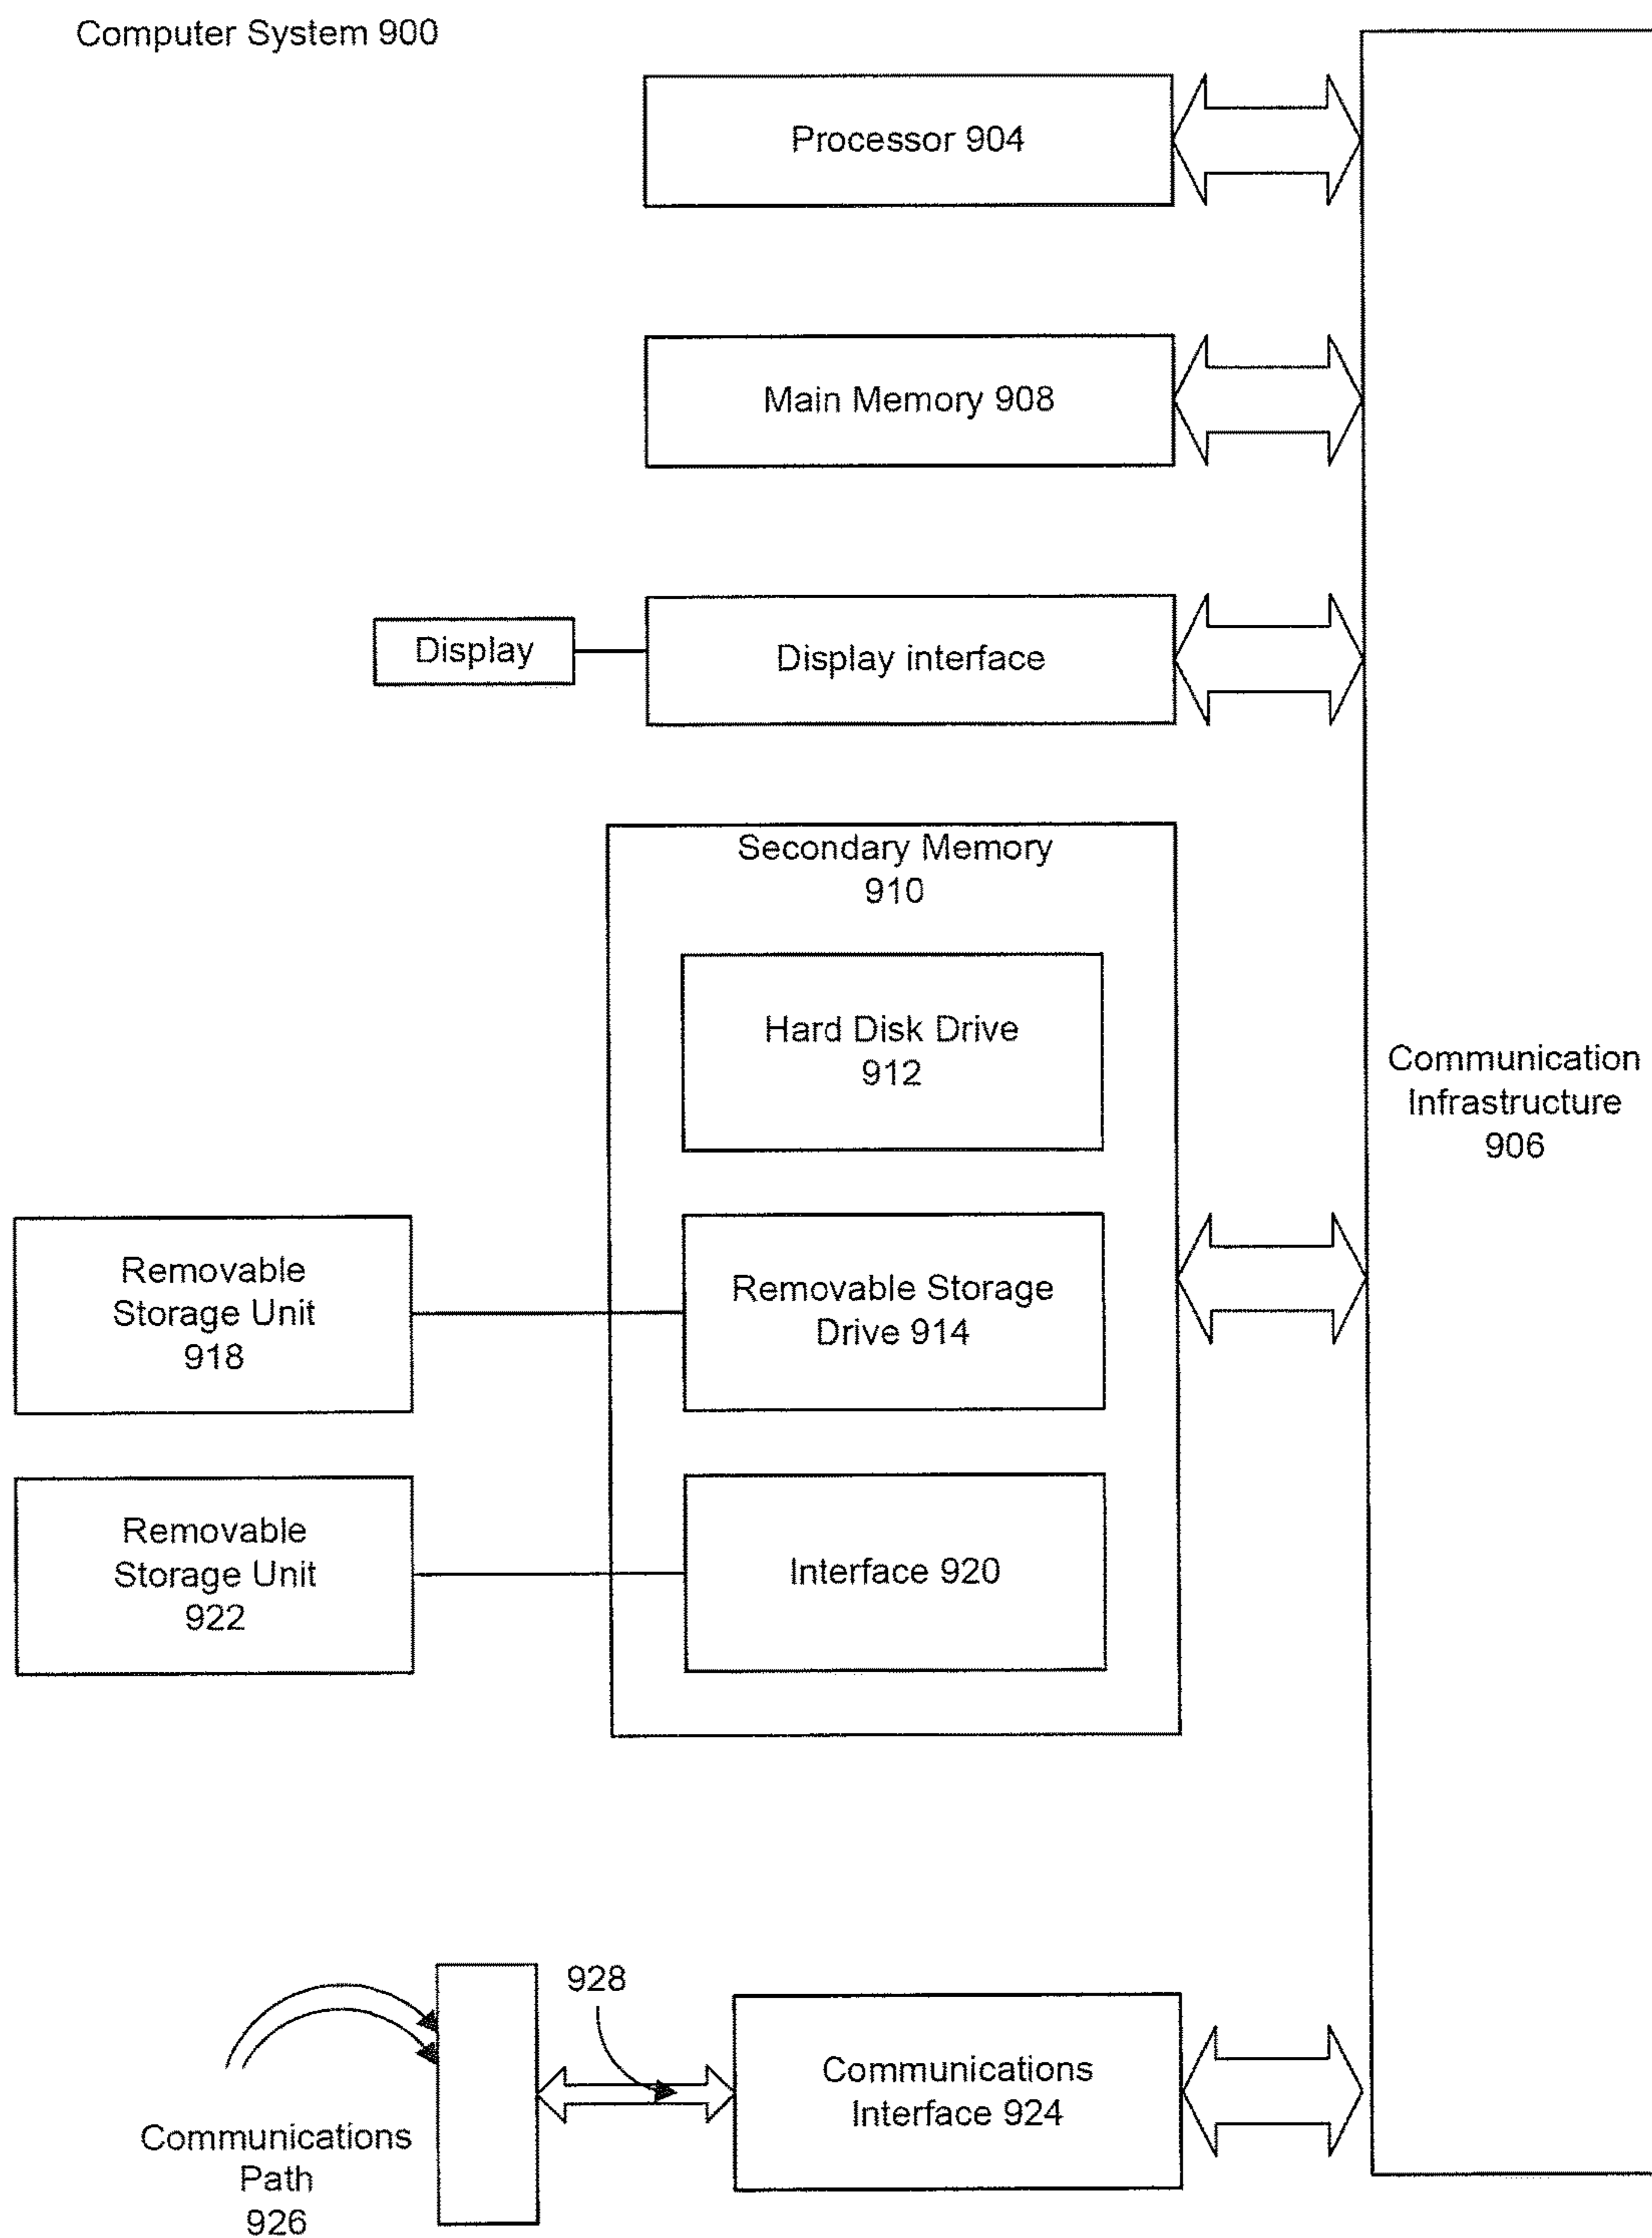 Computer System 900
Processor 904
Main Memory 908
Display
Display interface
Secondary Memory
910
Hard Disk Drive
912
Communication
Infrastructure
906
Removable
Storage Unit
918
Removable Storage
Drive 914
Removable
Storage Unit
922
Interface 920
928
Communications
Interface 924
Communications
Path
926